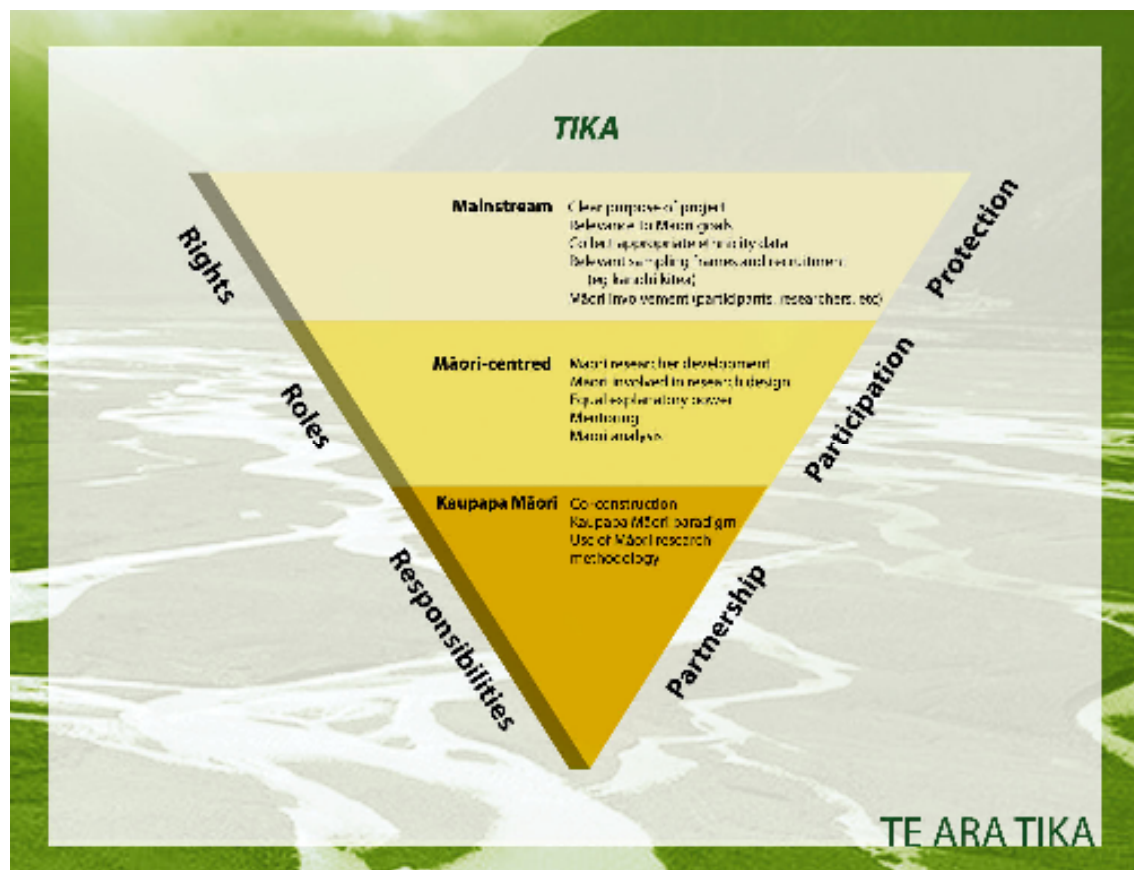 TIKA
Mainstream
Clear purpose of project
Relevance to Māori goals
Collect appropriate ethnicity data
Relevant sampling frames and recruitment
(eg kanohi kitea)
Māori involvement (participants, researchers, etc)
Māori-centred
Māori researcher development
Māori involved in research design
Equal explanatory power
Mentoring
Māori analysis
Kaupapa Māori
Co-construction
Kaupapa Māori paradigm
Use of Māori research
methodology
Rights
Roles
Responsibilities
Protection
Participation
Partnership
TE ARA TIKA